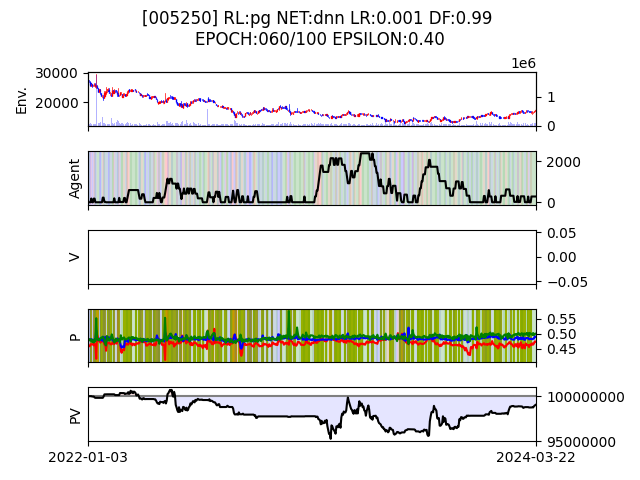 [005250] RL:pg NET:dnn LR:0.001 DF:0.99
EPOCH:060/100 EPSILON:0.40
1e6
Env.
30000
20000
1
0
Agent
2000
0
V
0.05
0.00
−0.05
P
0.55
0.50
0.45
PV
100000000
95000000
2022-01-03
2024-03-22